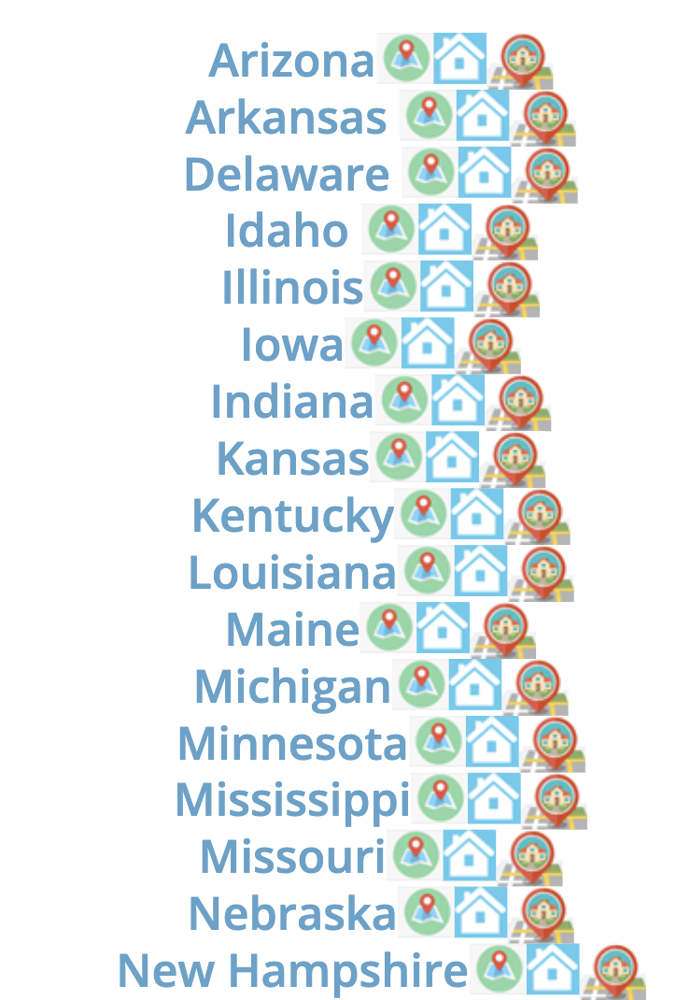 Arizona
Arkansas
Delaware
Idaho
Illinois
Iowa
Indiana
Kansas
Kentucky
Louisiana
Maine
Michigan
Minnesota
Mississippi
Missouri
Nebraska
New Hampshire